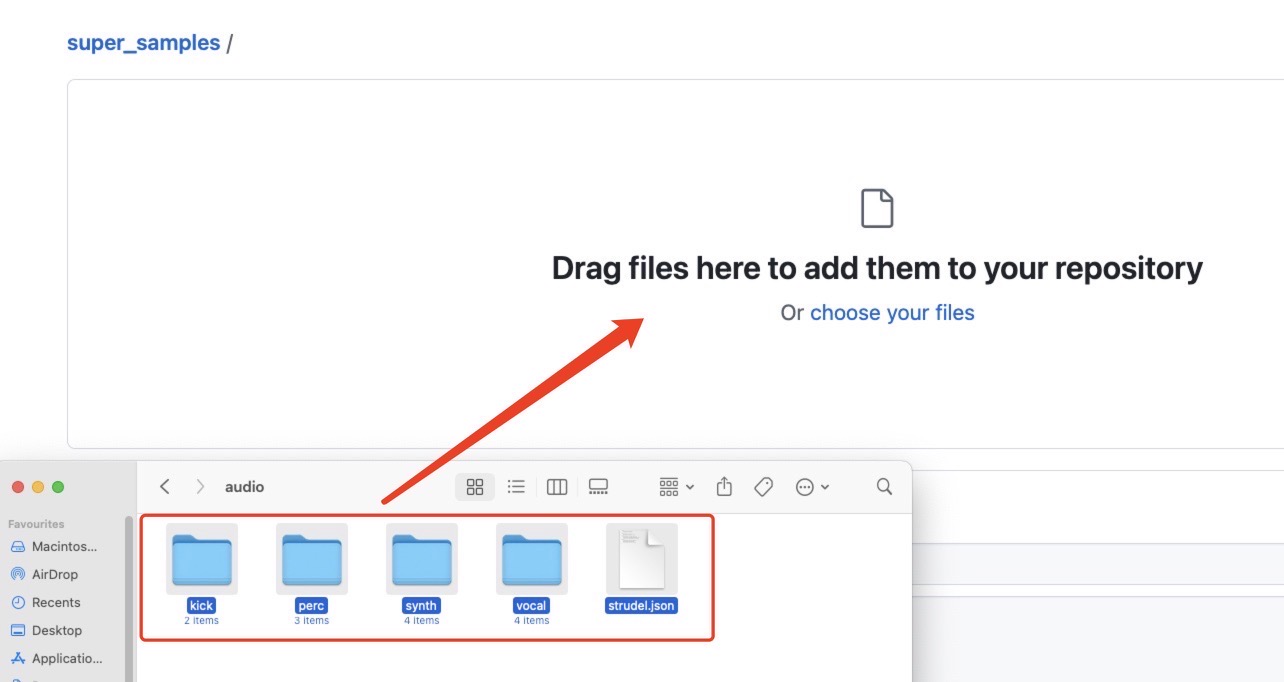 super_samples /
Drag files here to add them to your repository
Or choose your files
audio
Favourites
Macintos...
AirDrop
Recents
Desktop
Applicatio...
kick
2 items
perc
3 items
synth
4 items
vocal
4 items
strudel.json